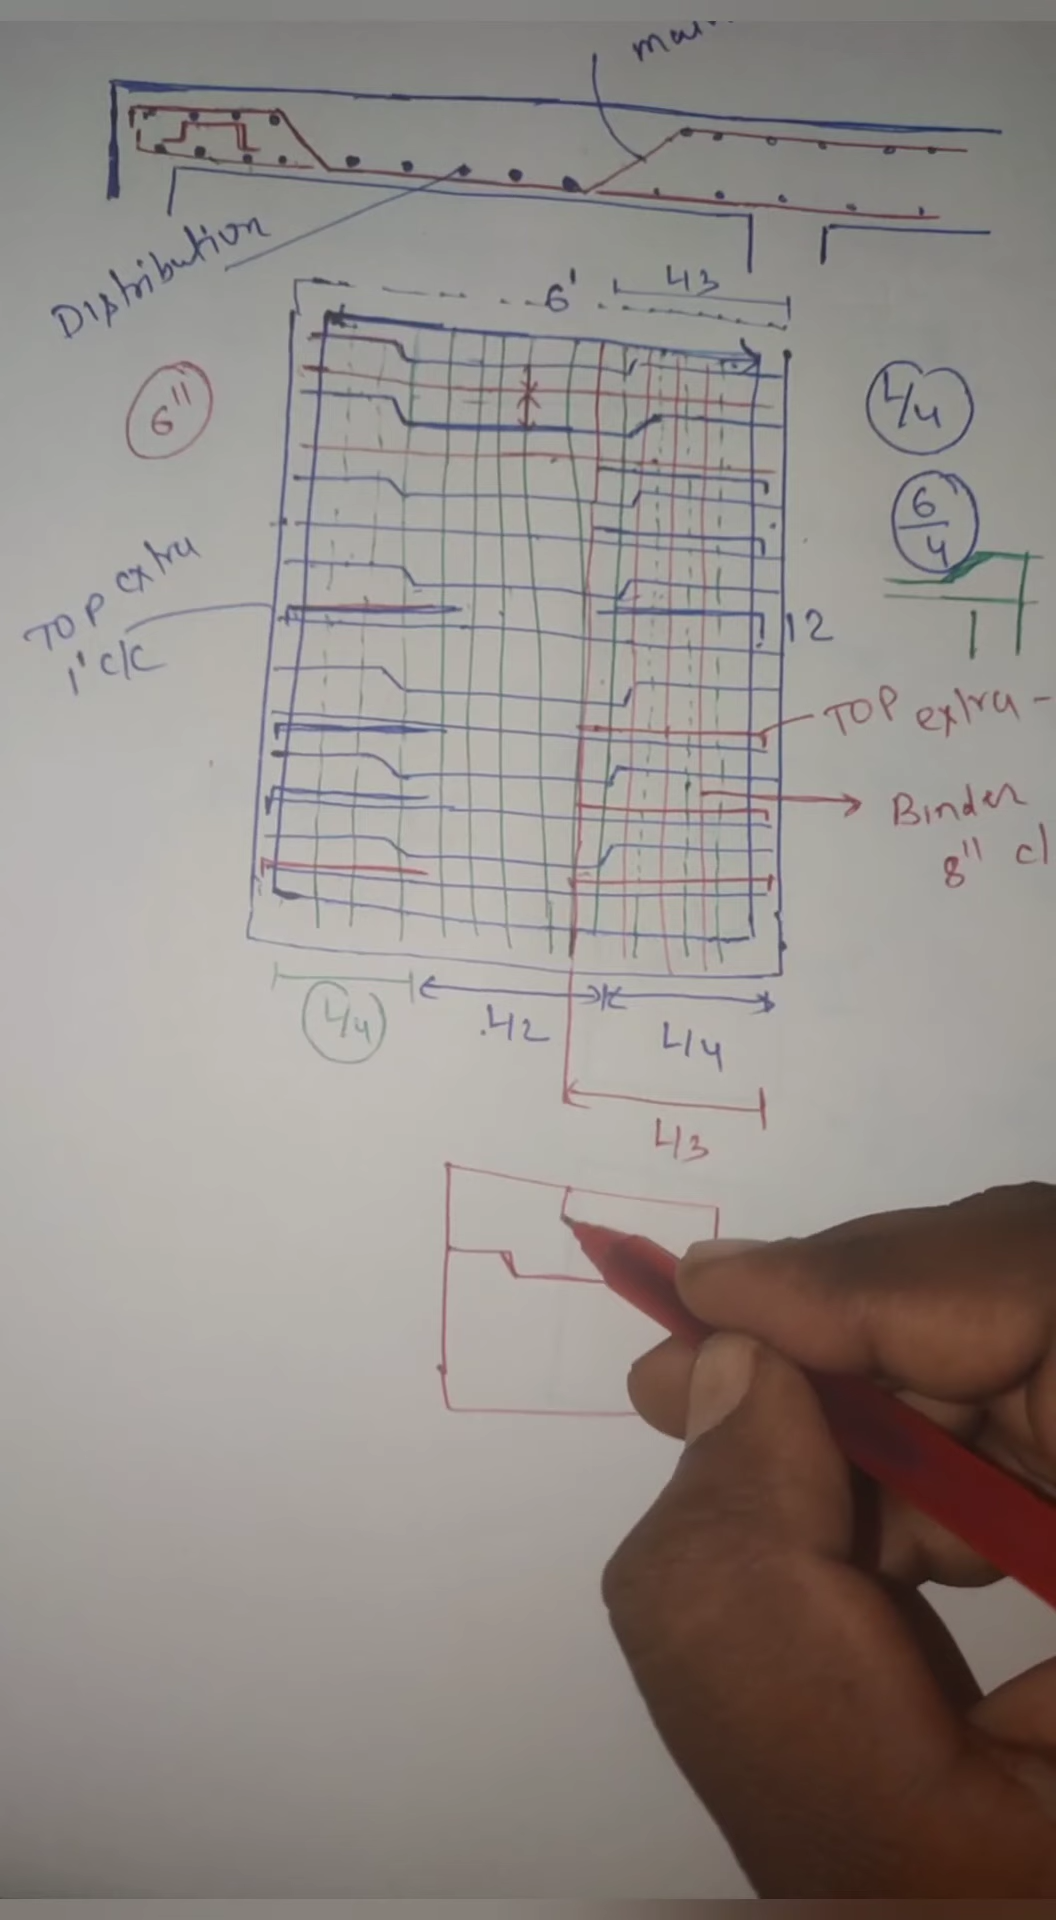 Distribution
6'
L/3
6"
L/4
6
4
TOP extra
1' c/c
12
TOP extra -
Binder
8" c/
L/4
L/2
L/4
L/3